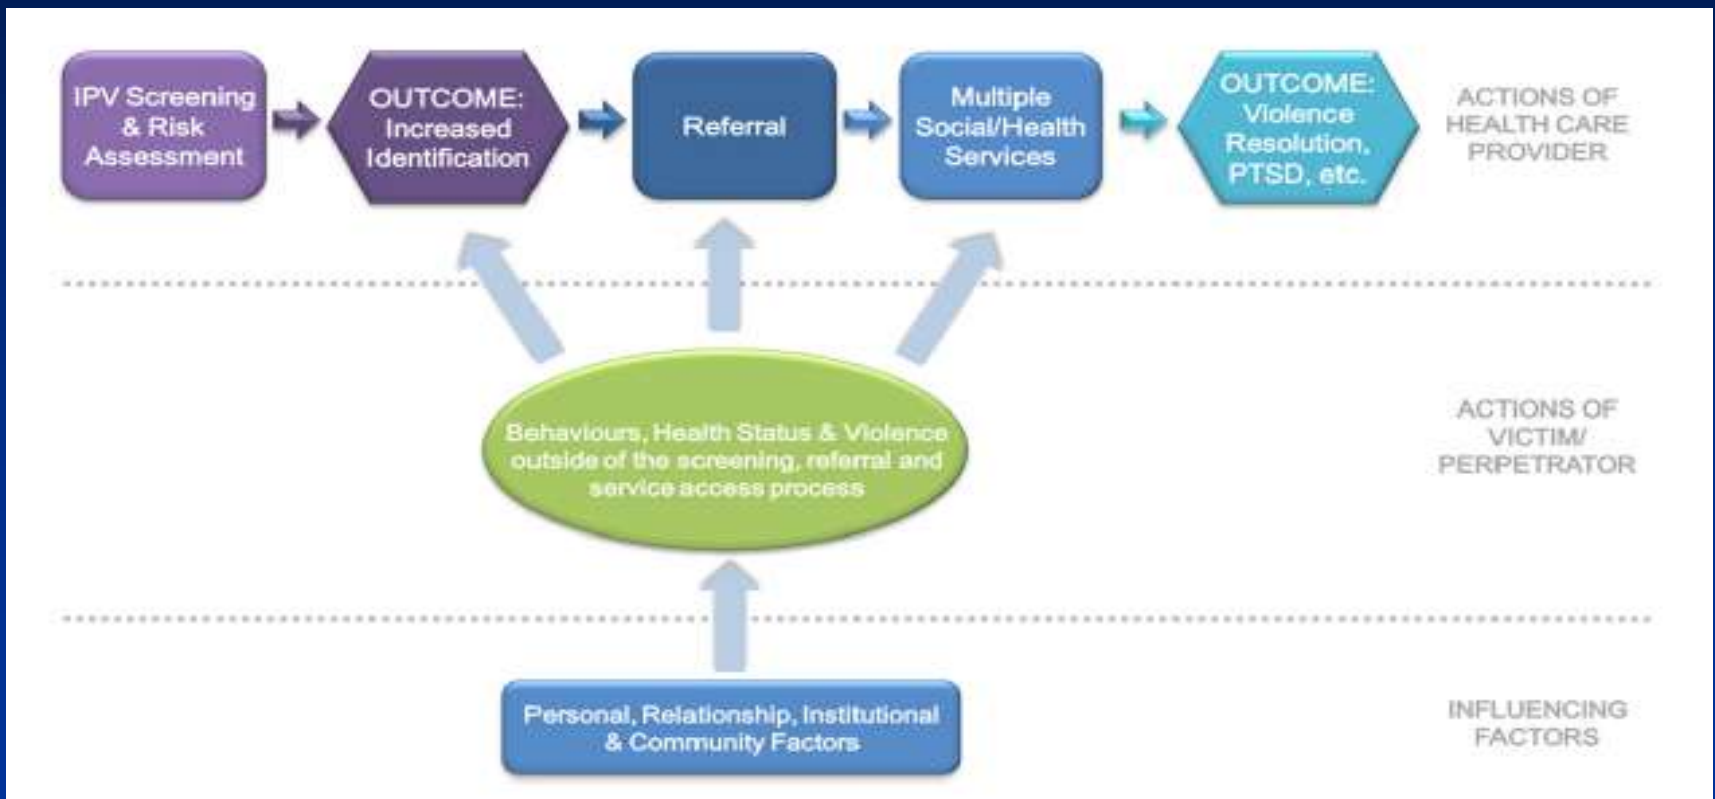 IPV Screening
& Risk
Assessment
OUTCOME:
Increased
Identification
Referral
Multiple
Social/Health
Services
OUTCOME:
Violence
Resolution,
PTSD, etc.
ACTIONS OF
HEALTH CARE
PROVIDER
Behaviours, Health Status & Violence
outside of the screening, referral and
service access process
ACTIONS OF
VICTIM/
PERPETRATOR
Personal, Relationship, Institutional
& Community Factors
INFLUENCING
FACTORS